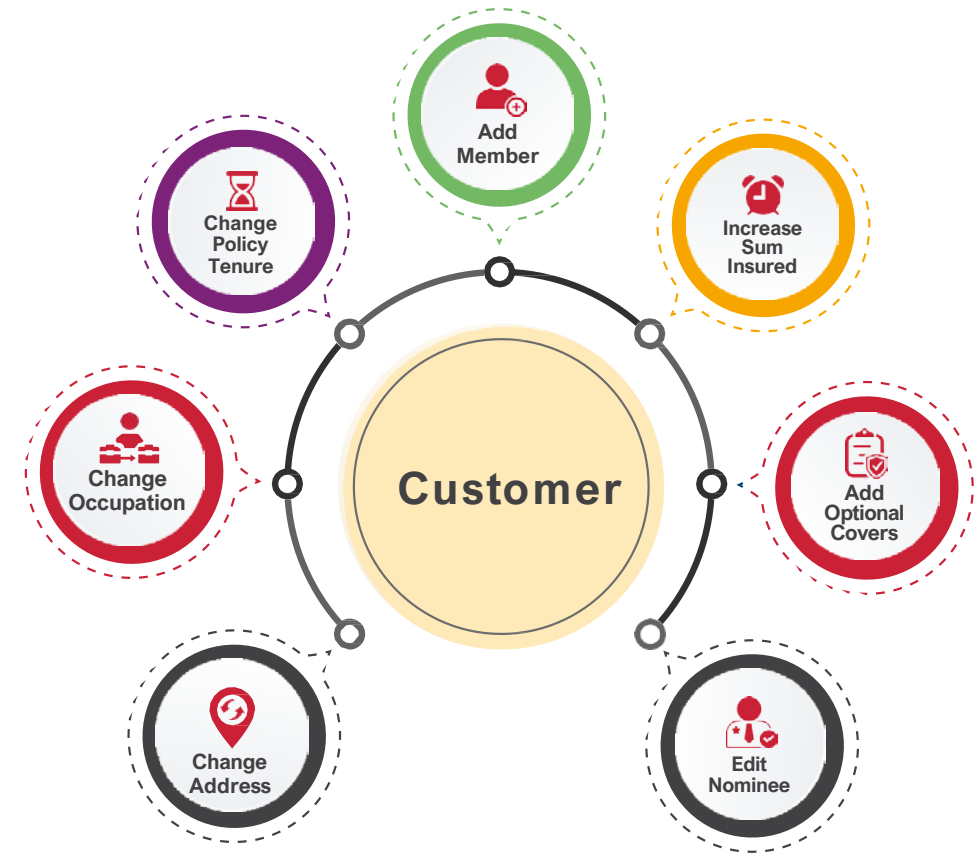 Add
Member
Change
Policy
Tenure
Increase
Sum
Insured
Change
Occupation
Customer
Add
Optional
Covers
Change
Address
Edit
Nominee